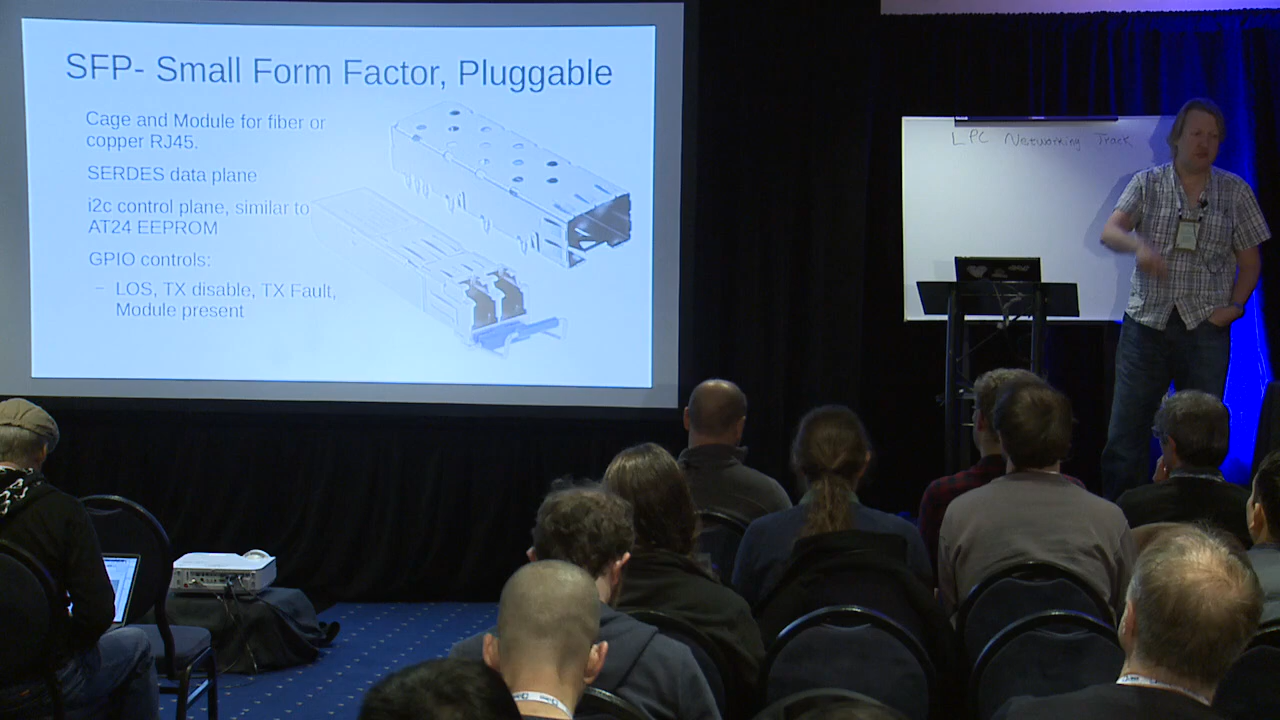 SFP- Small Form Factor, Pluggable
Cage and Module for fiber or
copper RJ45.
SERDES data plane
i2c control plane, similar to
AT24 EEPROM
GPIO controls:
– LOS, TX disable, TX Fault,
Module present
LPC Networking Track